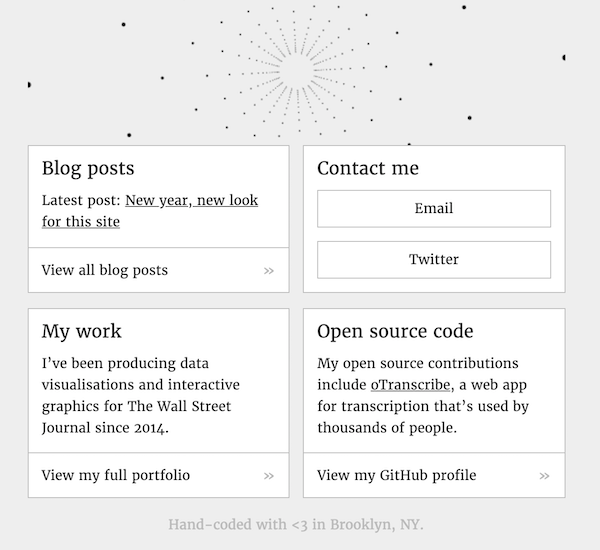 Blog posts
Latest post: New year, new look
for this site
View all blog posts »
Contact me
Email
Twitter
My work
I’ve been producing data
visualisations and interactive
graphics for The Wall Street
Journal since 2014.
View my full portfolio »
Open source code
My open source contributions
include oTranscribe, a web app
for transcription that’s used by
thousands of people.
View my GitHub profile »
Hand-coded with <3 in Brooklyn, NY.